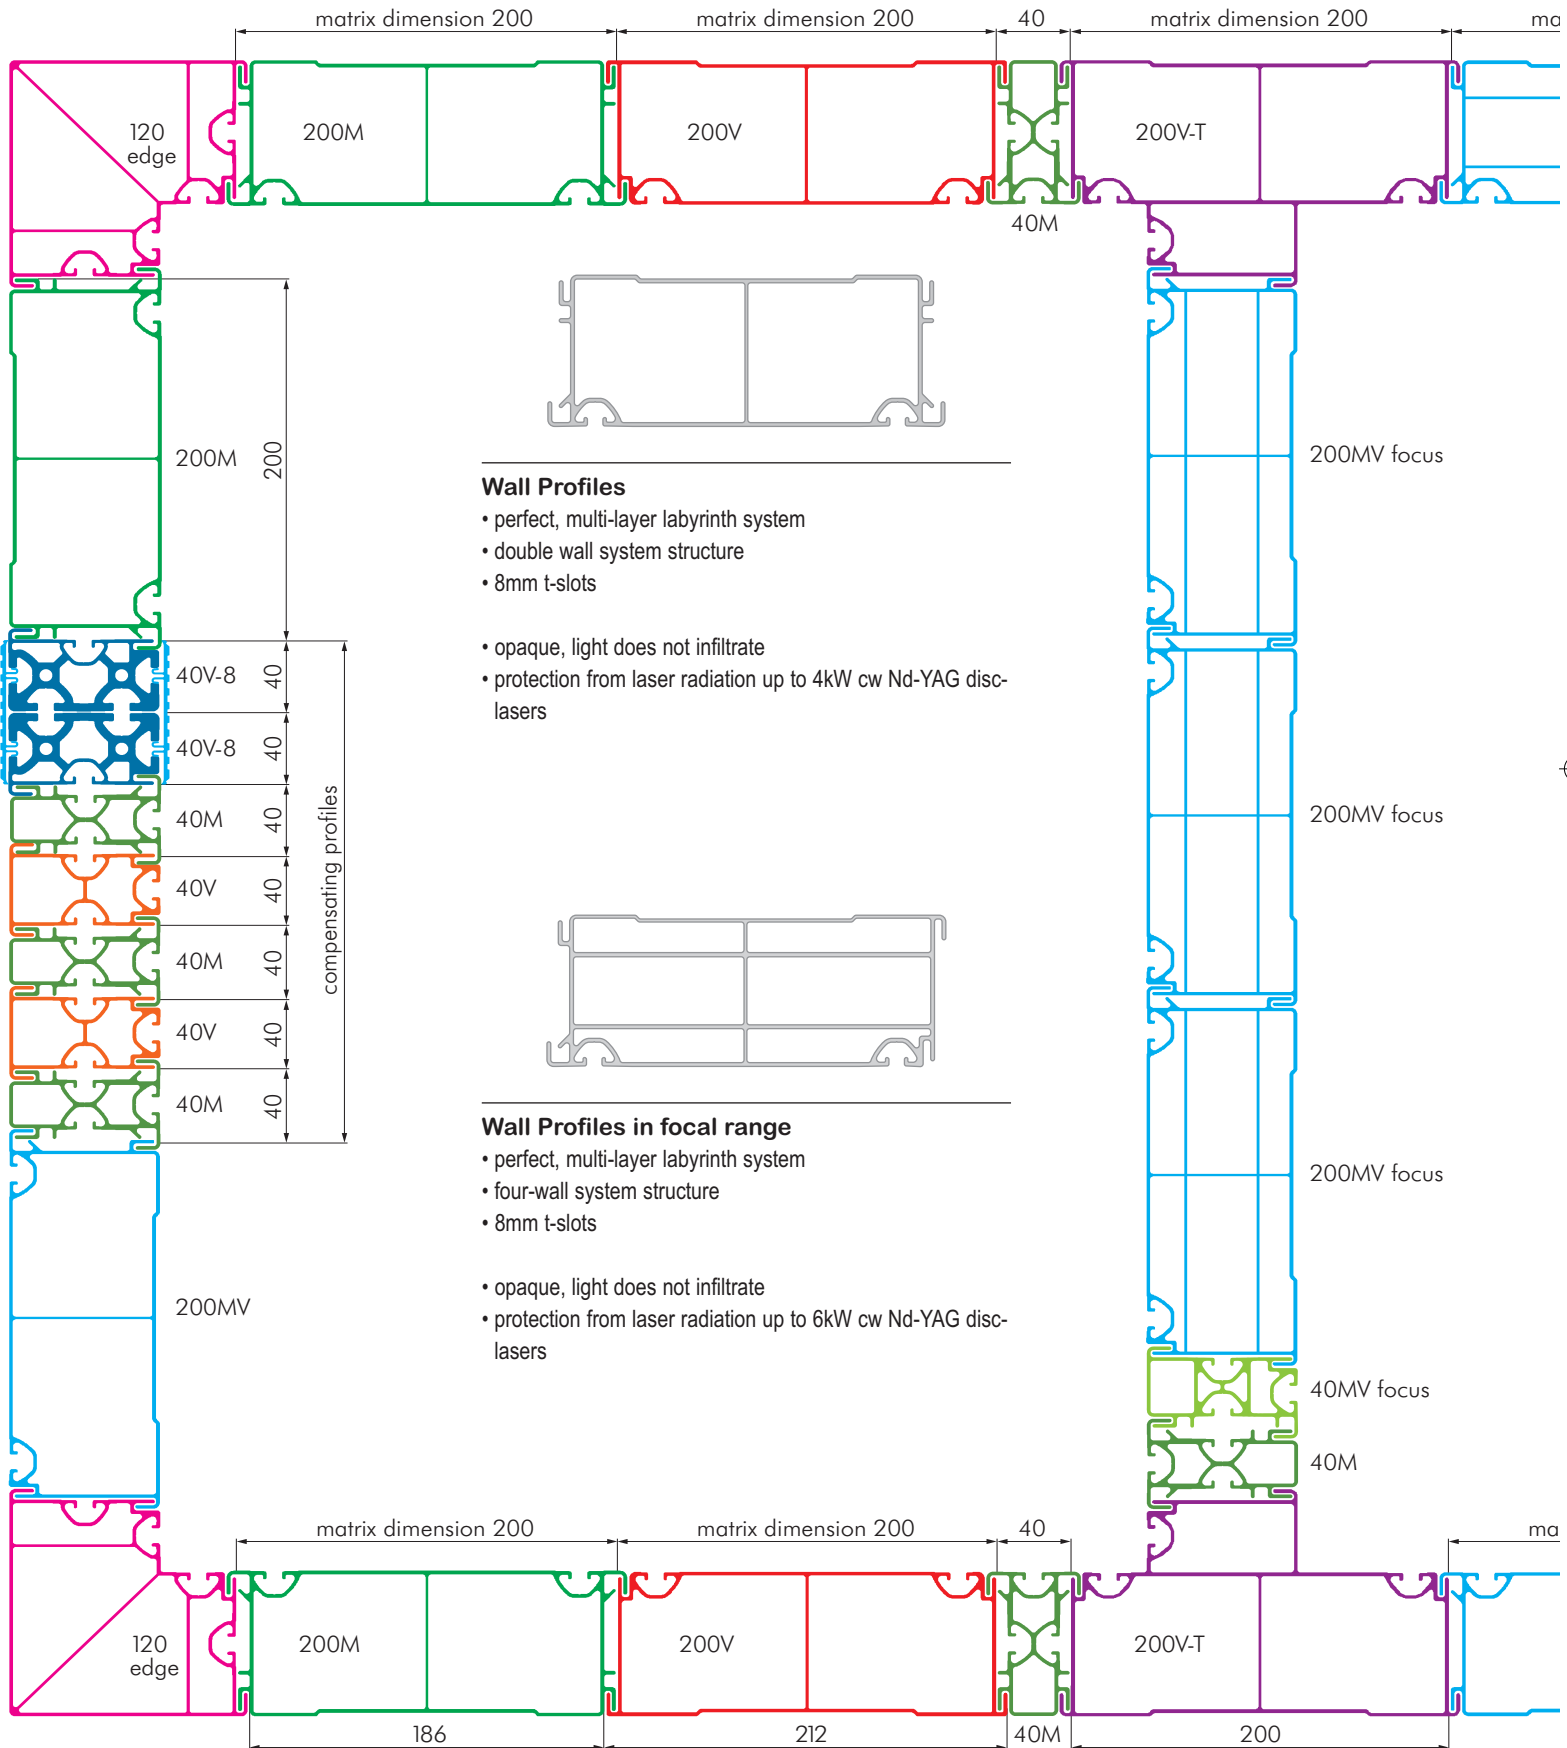 matrix dimension 200
matrix dimension 200
40
matrix dimension 200
ma
120
edge
200M
200V
200V-T
40M
200M
200
200MV focus
Wall Profiles
• perfect, multi-layer labyrinth system
• double wall system structure
• 8mm t-slots
• opaque, light does not infiltrate
• protection from laser radiation up to 4kW cw Nd-YAG disc-
lasers
40V-8
40
40V-8
40
40M
40
40V
40
40M
40
40V
40
40M
40
compensating profiles
200MV focus
Wall Profiles in focal range
• perfect, multi-layer labyrinth system
• four-wall system structure
• 8mm t-slots
• opaque, light does not infiltrate
• protection from laser radiation up to 6kW cw Nd-YAG disc-
lasers
200MV focus
200MV
40MV focus
40M
matrix dimension 200
matrix dimension 200
40
ma
120
edge
200M
200V
200V-T
186
212
40M
200